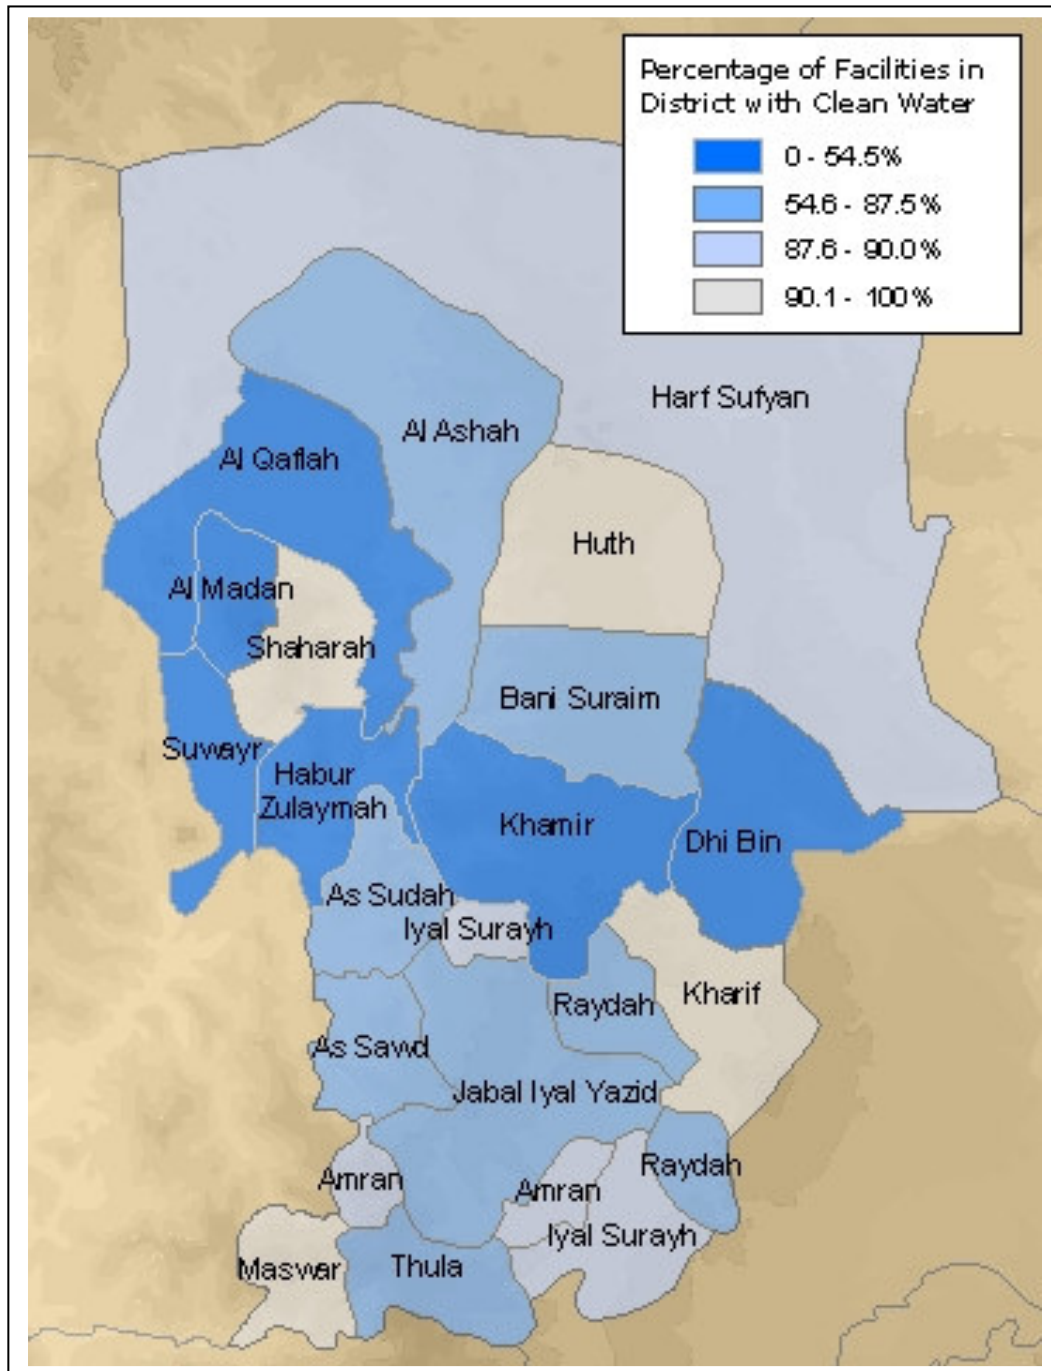 Percentage of Facilities in
District with Clean Water
0 - 54.5%
54.6 - 87.5%
87.6 - 90.0%
90.1 - 100%
Harf Sufyan
Al Ashah
Al Qaflah
Huth
Al Madan
Shaharah
Bani Suraim
Suwayr
Habur
Zulaymah
Khamir
Dhi Bin
As Sudah
Iyal Surayh
Kharif
Raydah
As Sawd
Jabal Iyal Yazid
Raydah
Amran
Amran
Iyal Surayh
Maswar
Thula